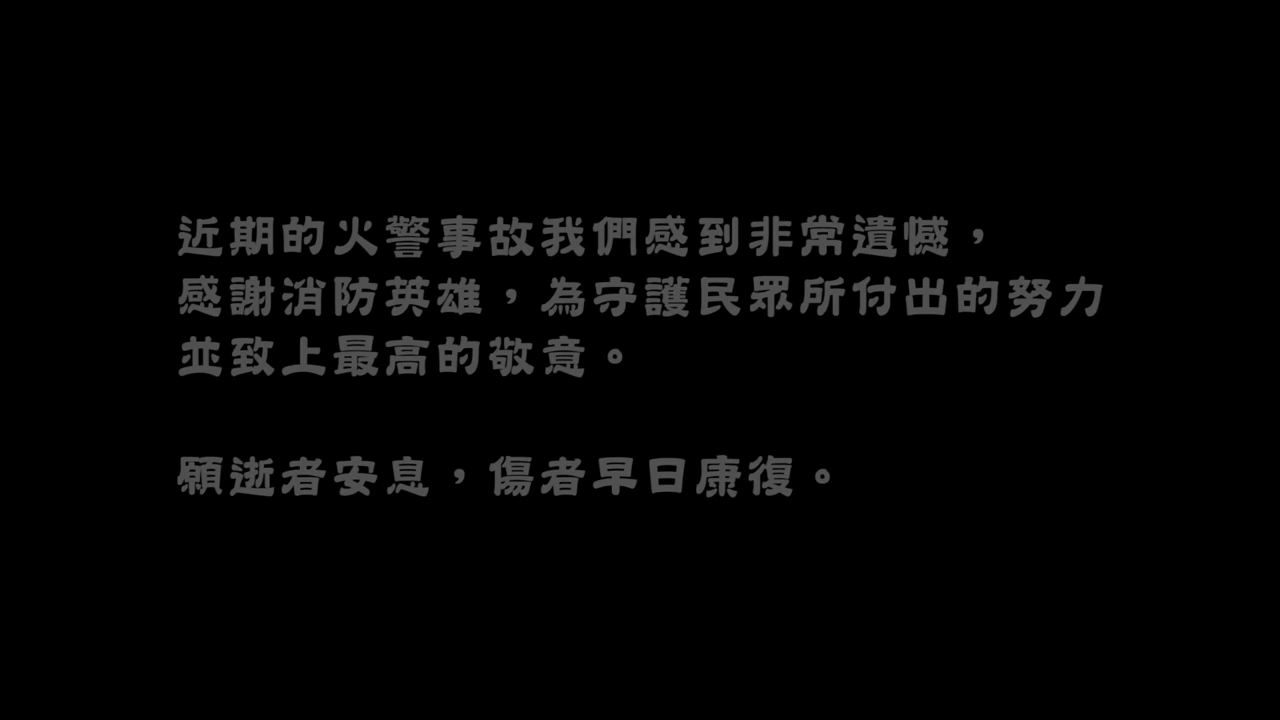 近期的火警事故我們感到非常遺憾，
感謝消防英雄，為守護民眾所付出的努力
並致上最高的敬意。
願逝者安息，傷者早日康復。